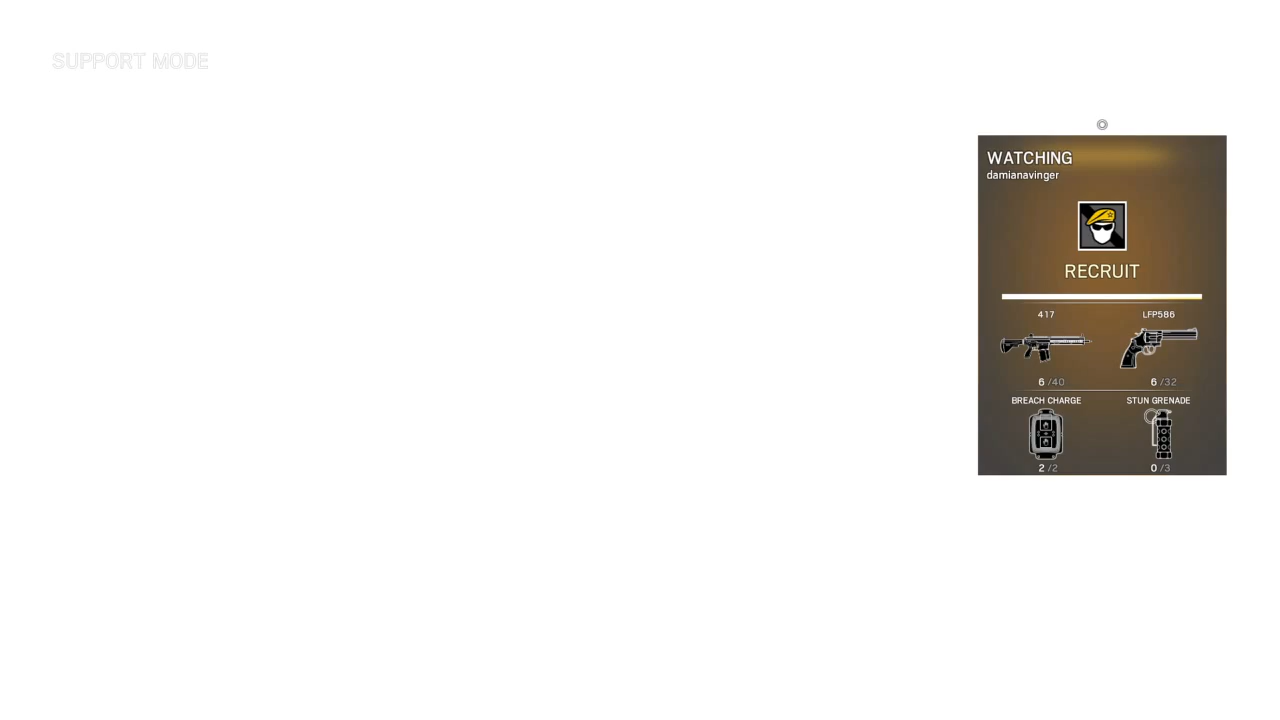 SUPPORT MODE
WATCHING
damianavinger
RECRUIT
417 LFP586
6 /40 6 /32
BREACH CHARGE STUN GRENADE
2 /2 0 /3